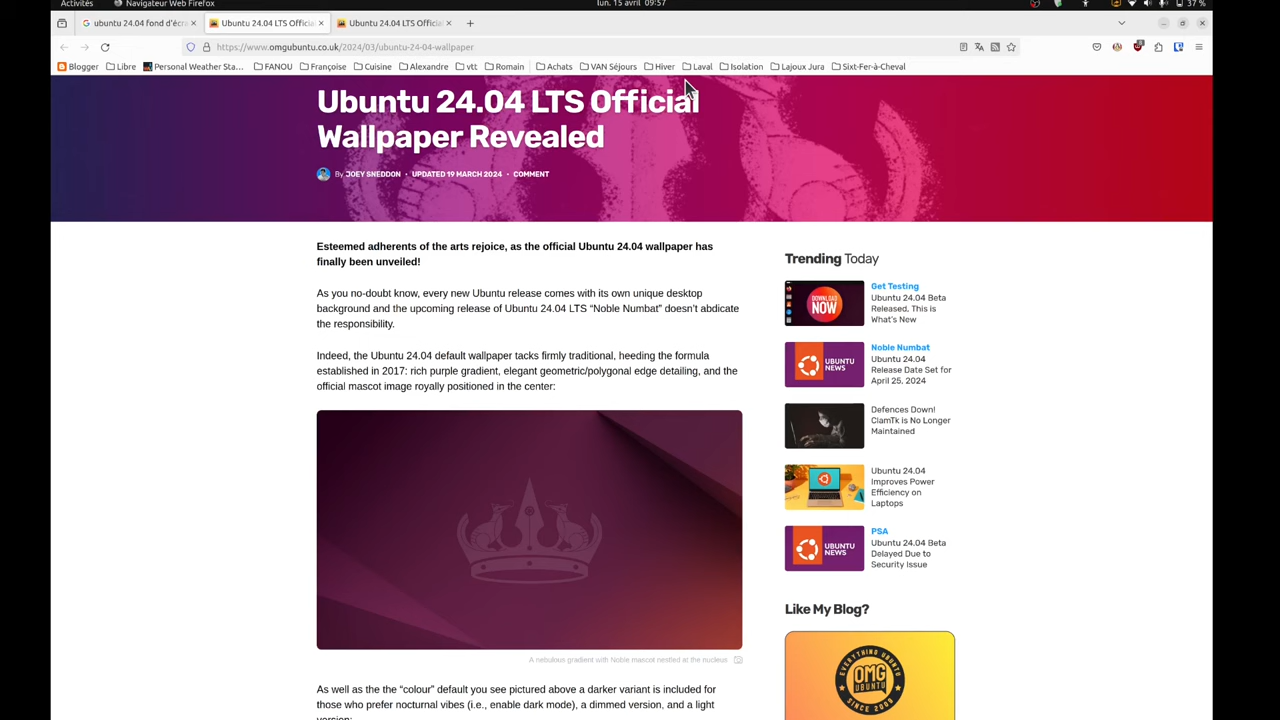 Activités Navigateur Web Firefox lun. 15 avril 09:57 37 %
ubuntu 24.04 fond d'écra Ubuntu 24.04 LTS Officia Ubuntu 24.04 LTS Offici
https://www.omgubuntu.co.uk/2024/03/ubuntu-24-04-wallpaper
Blogger Libre Personal Weather Sta… FANOU Françoise Cuisine Alexandre vtt Romain Achats VAN Séjours Hiver Laval Isolation Lajoux Jura Sixt-Fer-à-Cheval
Ubuntu 24.04 LTS Official
Wallpaper Revealed
By JOEY SNEDDON • UPDATED 19 MARCH 2024 • COMMENT
Esteemed adherents of the arts rejoice, as the official Ubuntu 24.04 wallpaper has
finally been unveiled!
As you no-doubt know, every new Ubuntu release comes with its own unique desktop
background and the upcoming release of Ubuntu 24.04 LTS “Noble Numbat” doesn’t abdicate
the responsibility.
Indeed, the Ubuntu 24.04 default wallpaper tacks firmly traditional, heeding the formula
established in 2017: rich purple gradient, elegant geometric/polygonal edge detailing, and the
official mascot image royally positioned in the center:
A nebulous gradient with Noble mascot nestled at the nucleus
As well as the the “colour” default you see pictured above a darker variant is included for
those who prefer nocturnal vibes (i.e., enable dark mode), a dimmed version, and a light
version:
Trending Today
DOWNLOAD
NOW
Get Testing
Ubuntu 24.04 Beta
Released, This is
What's New
UBUNTU
NEWS
Noble Numbat
Ubuntu 24.04
Release Date Set for
April 25, 2024
Defences Down!
ClamTk is No Longer
Maintained
Ubuntu 24.04
Improves Power
Efficiency on
Laptops
UBUNTU
NEWS
PSA
Ubuntu 24.04 Beta
Delayed Due to
Security Issue
Like My Blog?
EVERYTHING UBUNTU
OMG
UBUNTU
SINCE 2009